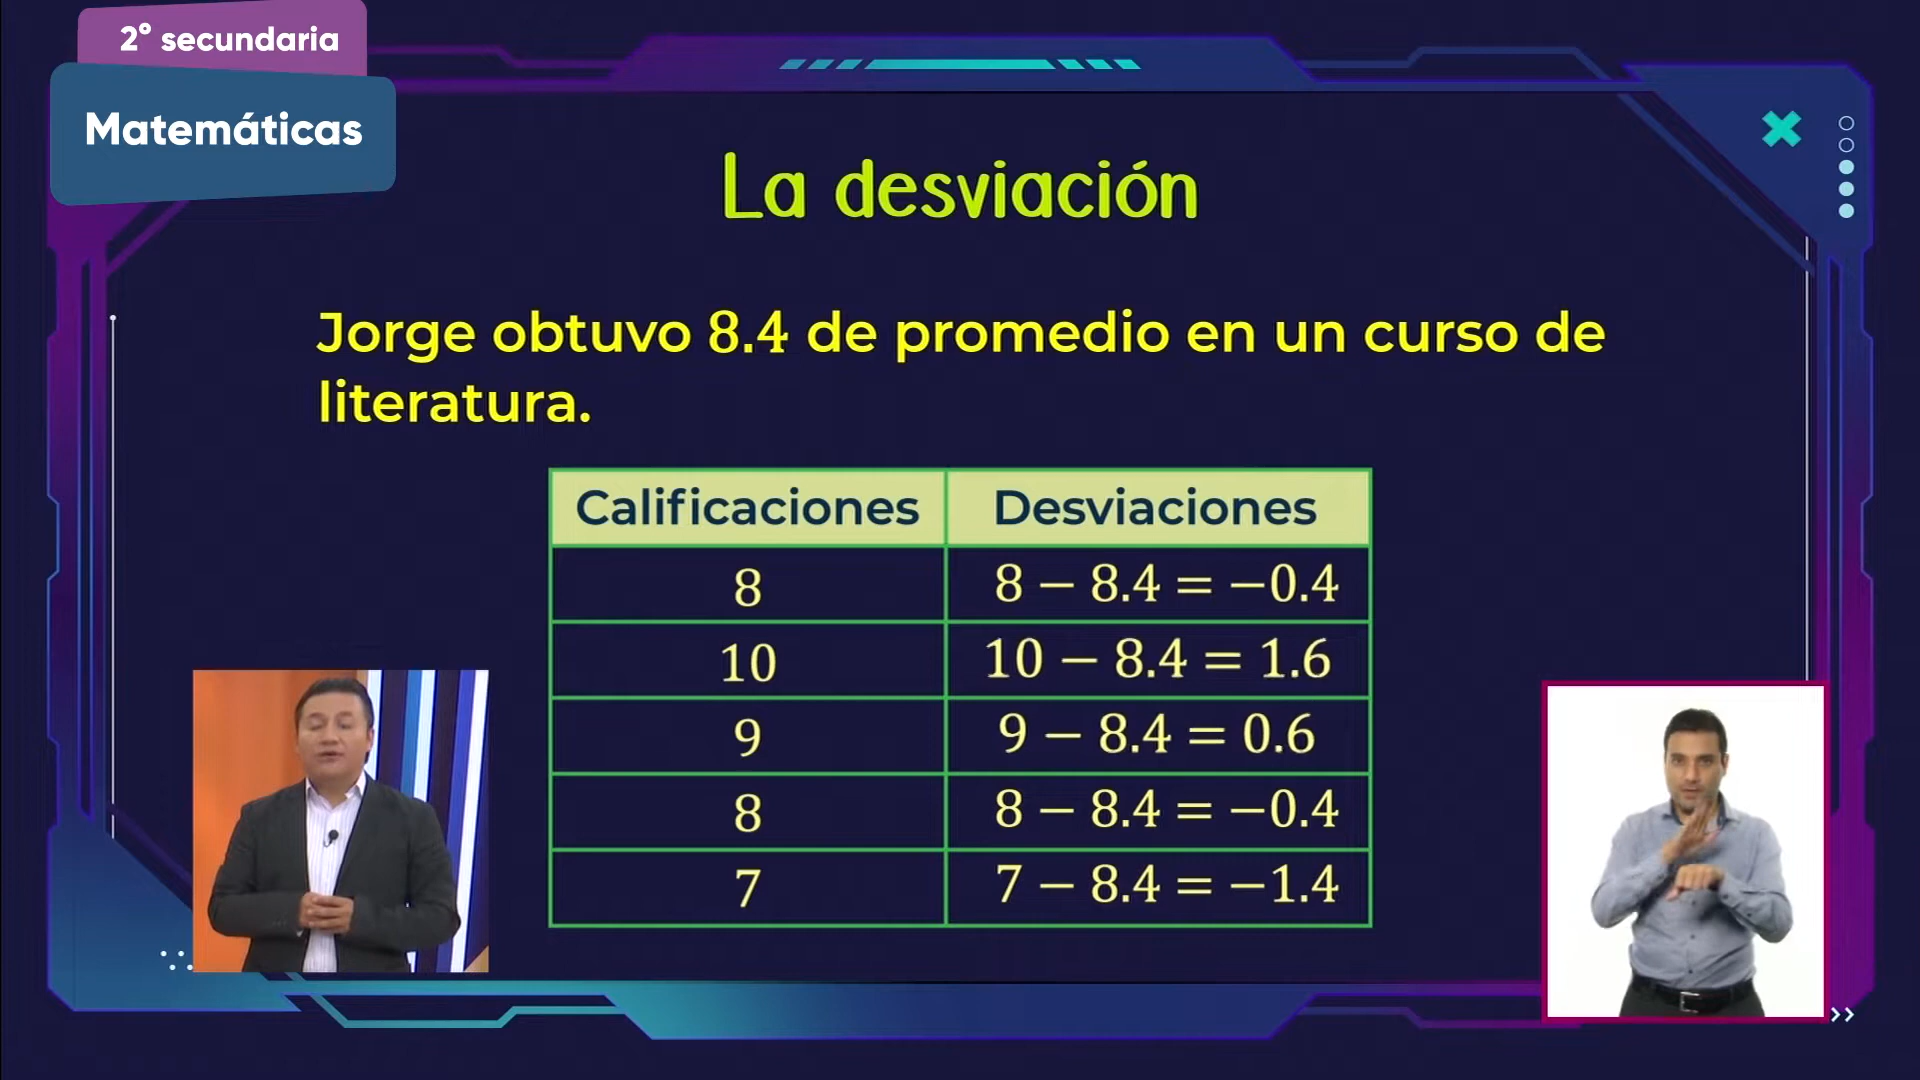 2° secundaria
Matemáticas
La desviación
Jorge obtuvo 8.4 de promedio en un curso de
literatura.
Calificaciones Desviaciones
8 8 − 8.4 = −0.4
10 10 − 8.4 = 1.6
9 9 − 8.4 = 0.6
8 8 − 8.4 = −0.4
7 7 − 8.4 = −1.4